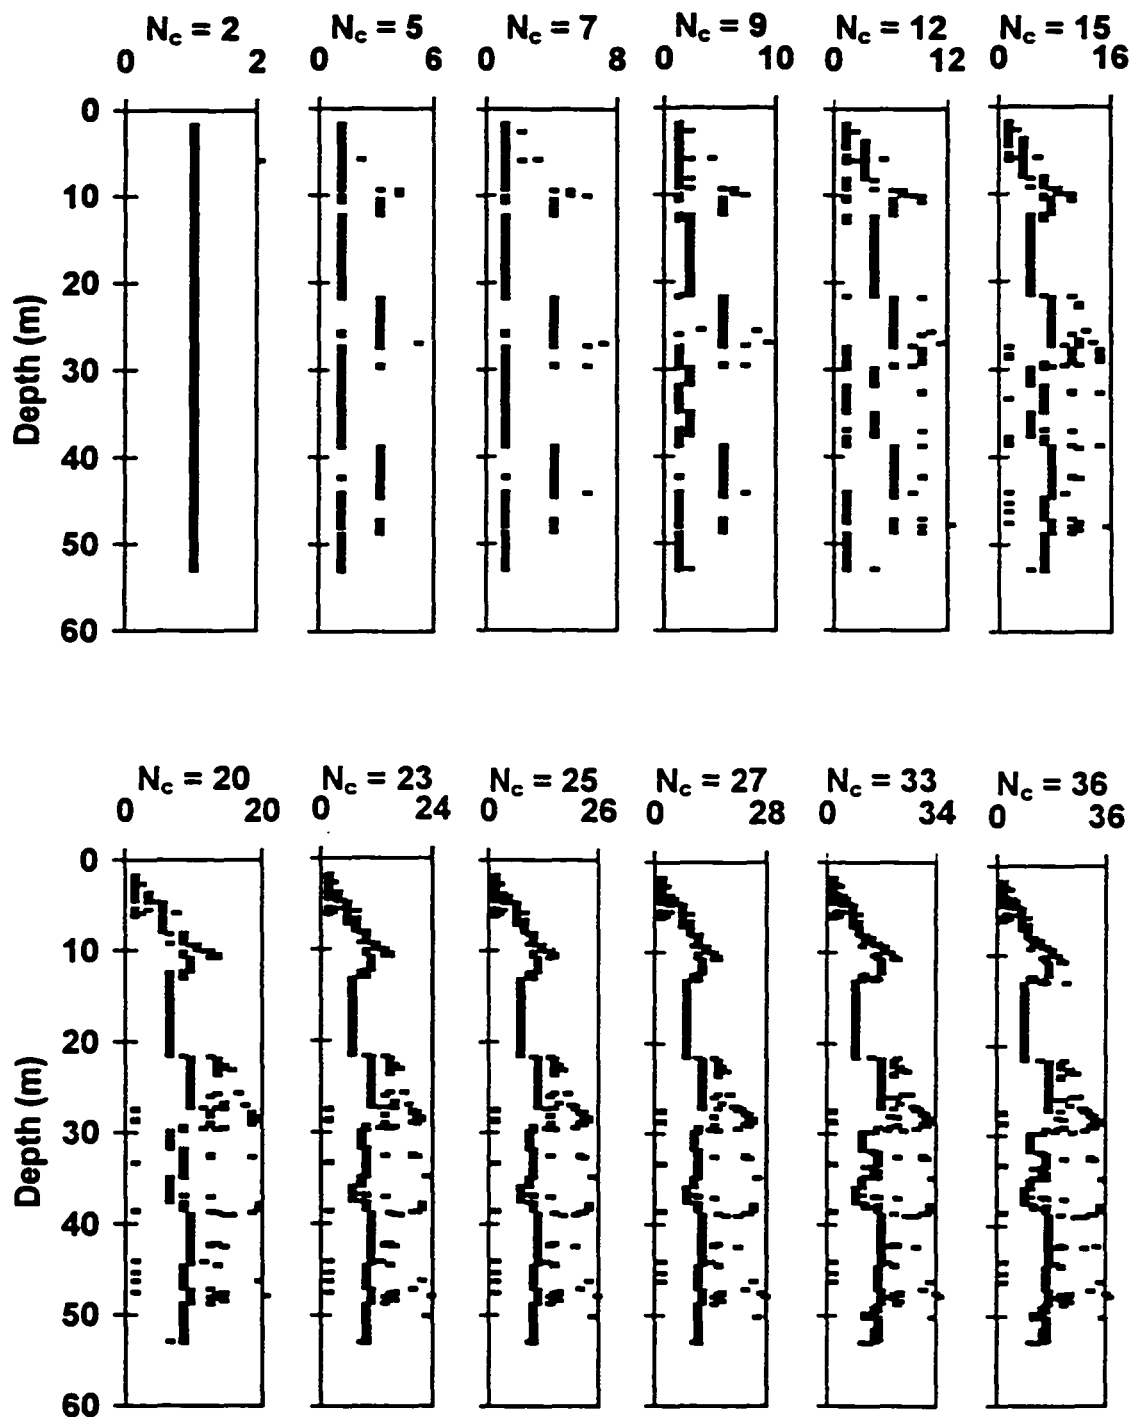 N_c = 2 N_c = 5 N_c = 7 N_c = 9 N_c = 12 N_c = 15
0 2 0 6 0 8 0 10 0 12 0 16
0
10
20
30
40
50
60
Depth (m)
N_c = 20 N_c = 23 N_c = 25 N_c = 27 N_c = 33 N_c = 36
0 20 0 24 0 26 0 28 0 34 0 36
0
10
20
30
40
50
60
Depth (m)